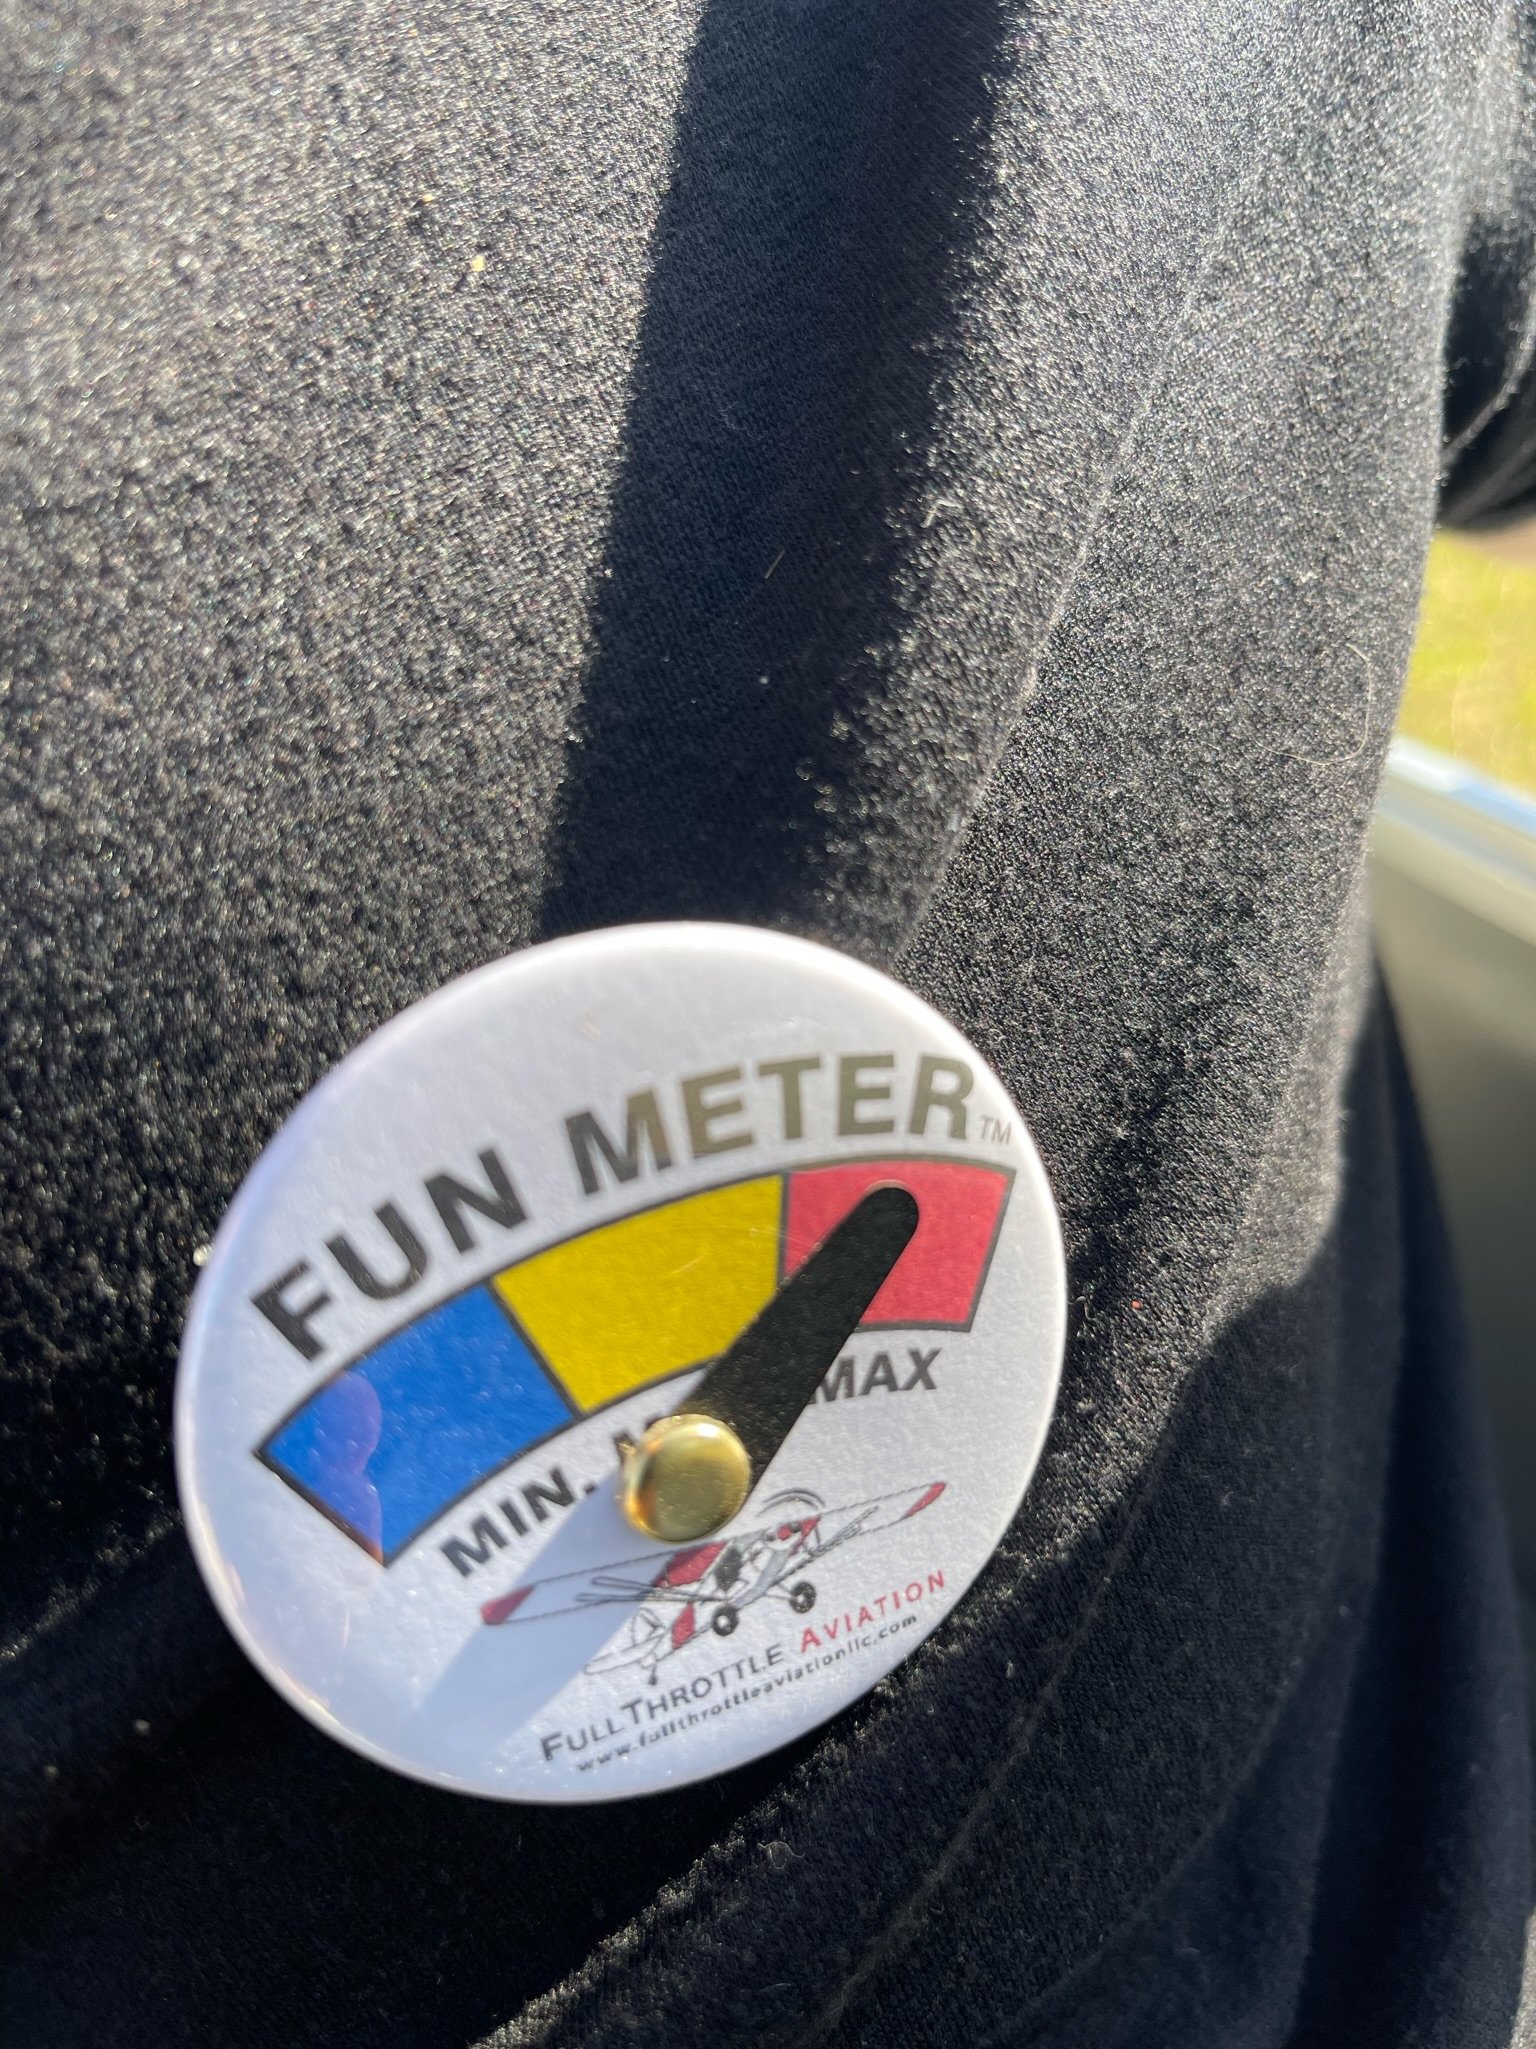 FUN METER™
MIN. MAX
FULL THROTTLE AVIATION
www.fullthrottleaviationllc.com